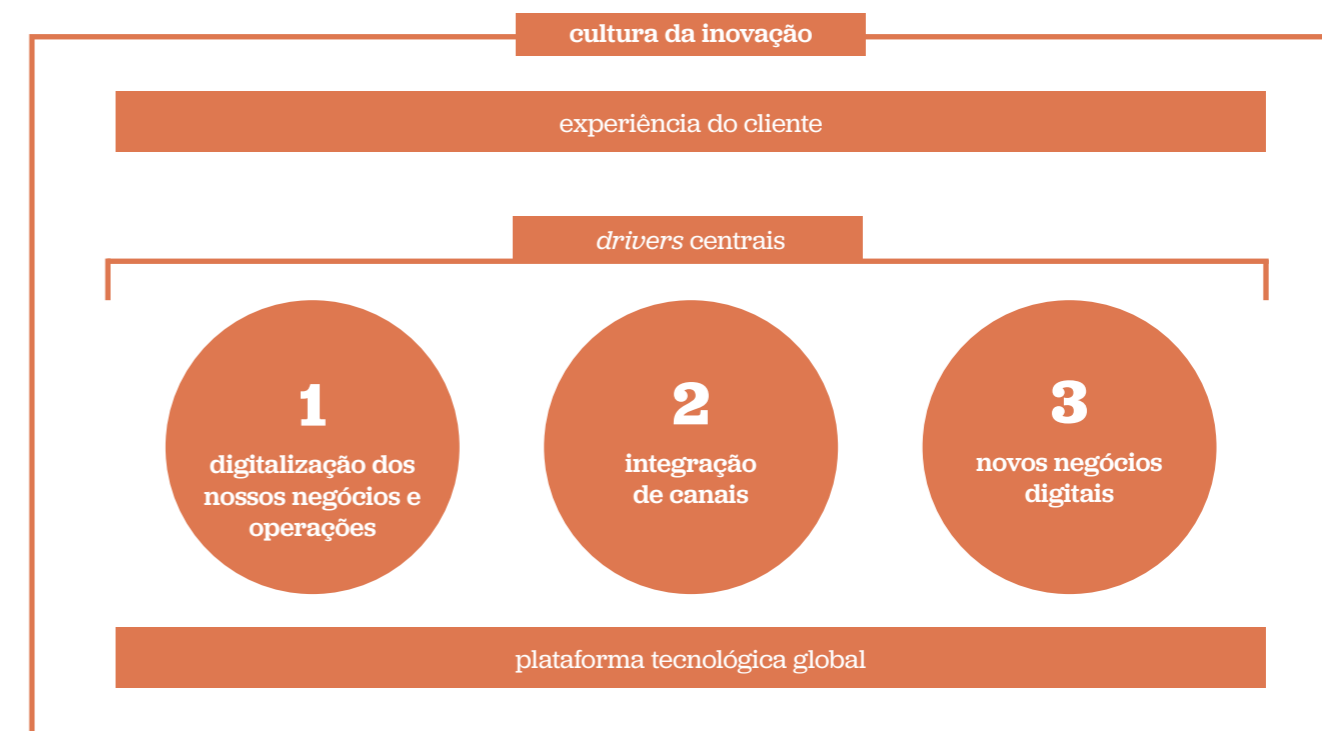 cultura da inovação
experiência do cliente
drivers centrais
1
digitalização dos
nossos negócios e
operações
2
integração
de canais
3
novos negócios
digitais
plataforma tecnológica global